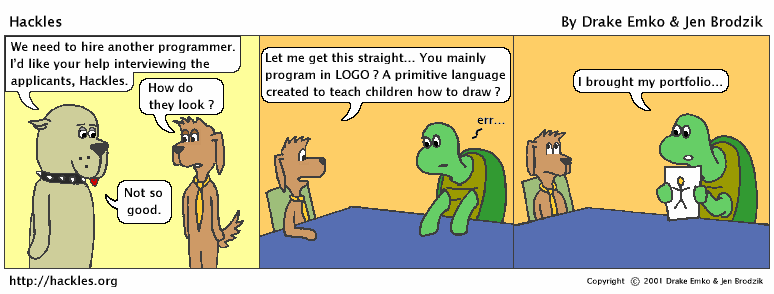 Hackles
By Drake Emko & Jen Brodzik
We need to hire another programmer.
I'd like your help interviewing the
applicants, Hackles.
How do
they look ?
Not so
good.
Let me get this straight... You mainly
program in LOGO ? A primitive language
created to teach children how to draw ?
err...
I brought my portfolio...
http://hackles.org
Copyright © 2001 Drake Emko & Jen Brodzik